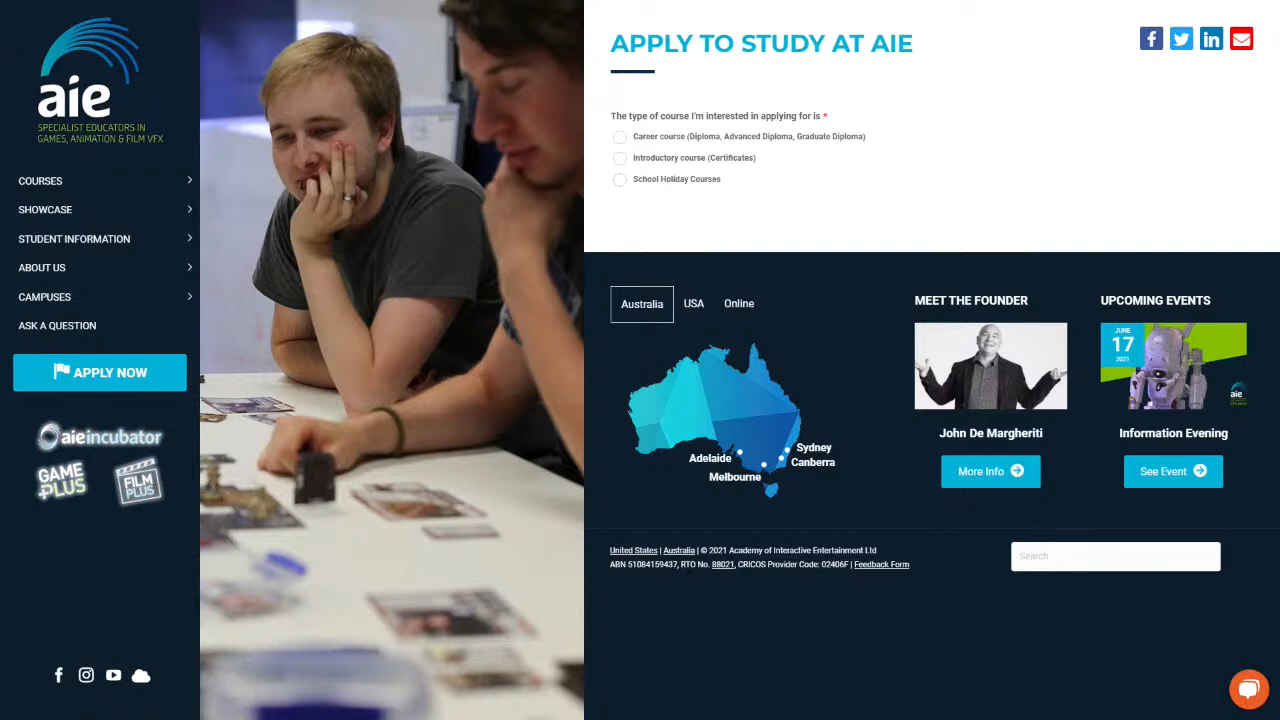 aie
SPECIALIST EDUCATORS IN
GAMES, ANIMATION & FILM VFX
COURSES
SHOWCASE
STUDENT INFORMATION
ABOUT US
CAMPUSES
ASK A QUESTION
APPLY NOW
aieincubator
GAME PLUS
FILM PLUS
APPLY TO STUDY AT AIE
The type of course I'm interested in applying for is *
Career course (Diploma, Advanced Diploma, Graduate Diploma)
Introductory course (Certificates)
School Holiday Courses
Australia USA Online
Adelaide
Melbourne
Sydney
Canberra
MEET THE FOUNDER
John De Margheriti
More Info
UPCOMING EVENTS
JUNE
17
2021
Information Evening
See Event
United States | Australia | © 2021 Academy of Interactive Entertainment Ltd
ABN 51084159437, RTO No. 88021, CRICOS Provider Code: 02406F | Feedback Form
Search